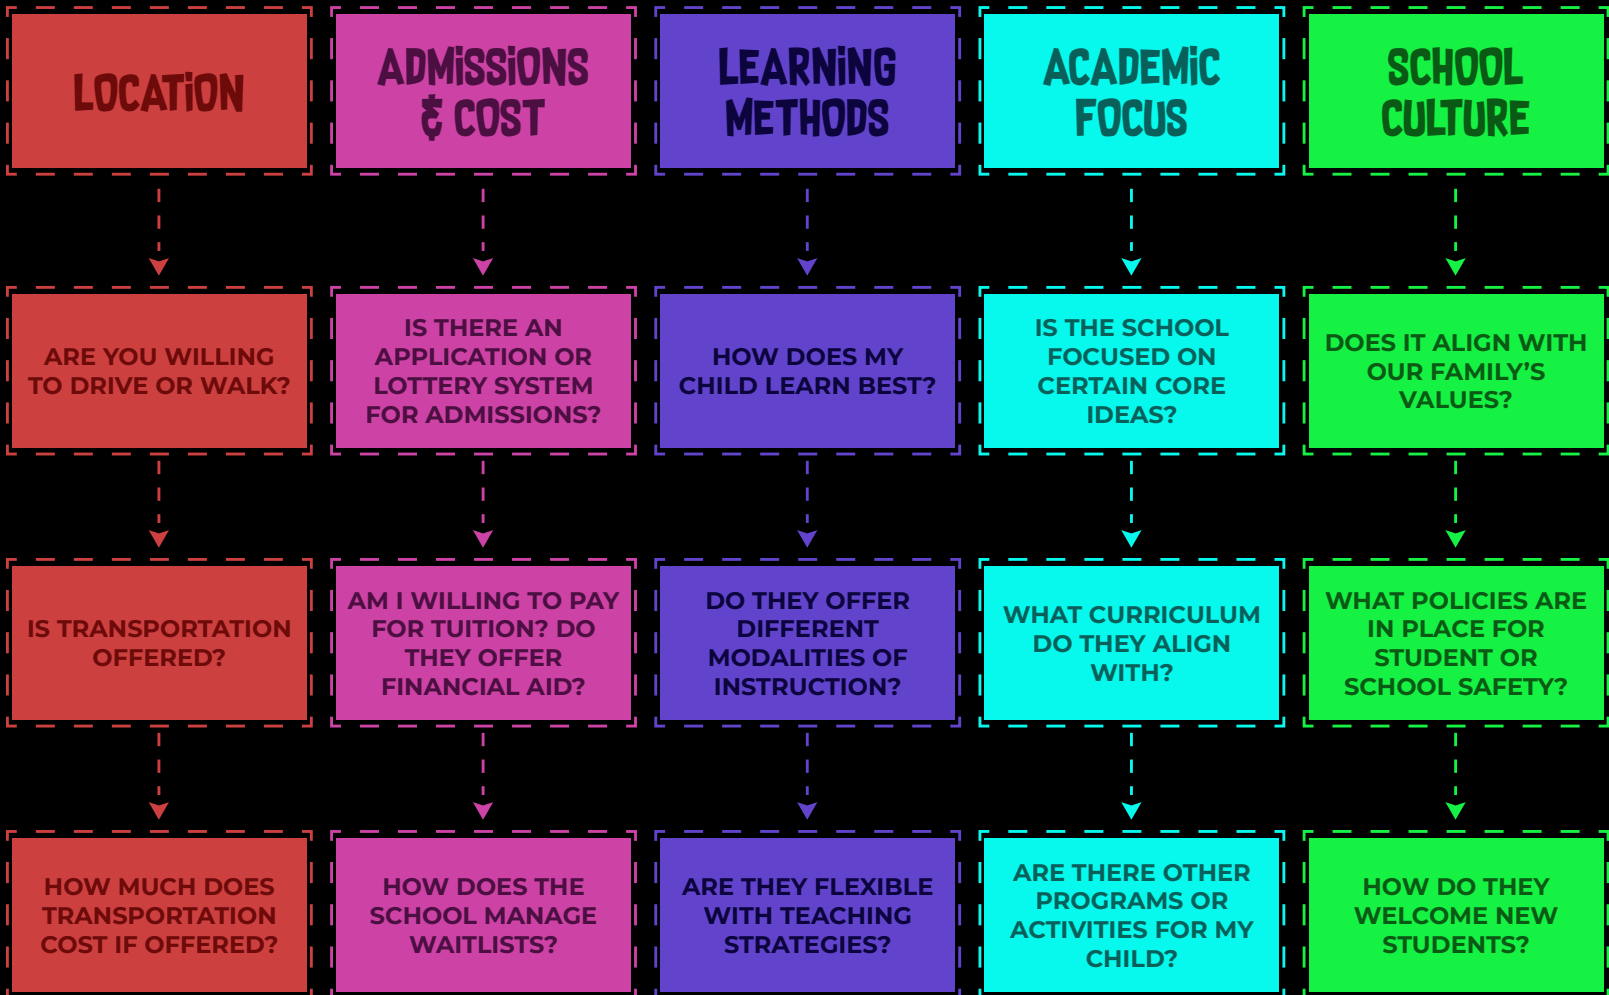 LOCATION
ADMISSIONS
& COST
LEARNING
METHODS
ACADEMIC
FOCUS
SCHOOL
CULTURE
ARE YOU WILLING
TO DRIVE OR WALK?
IS THERE AN
APPLICATION OR
LOTTERY SYSTEM
FOR ADMISSIONS?
HOW DOES MY
CHILD LEARN BEST?
IS THE SCHOOL
FOCUSED ON
CERTAIN CORE
IDEAS?
DOES IT ALIGN WITH
OUR FAMILY’S
VALUES?
IS TRANSPORTATION
OFFERED?
AM I WILLING TO PAY
FOR TUITION? DO
THEY OFFER
FINANCIAL AID?
DO THEY OFFER
DIFFERENT
MODALITIES OF
INSTRUCTION?
WHAT CURRICULUM
DO THEY ALIGN
WITH?
WHAT POLICIES ARE
IN PLACE FOR
STUDENT OR
SCHOOL SAFETY?
HOW MUCH DOES
TRANSPORTATION
COST IF OFFERED?
HOW DOES THE
SCHOOL MANAGE
WAITLISTS?
ARE THEY FLEXIBLE
WITH TEACHING
STRATEGIES?
ARE THERE OTHER
PROGRAMS OR
ACTIVITIES FOR MY
CHILD?
HOW DO THEY
WELCOME NEW
STUDENTS?